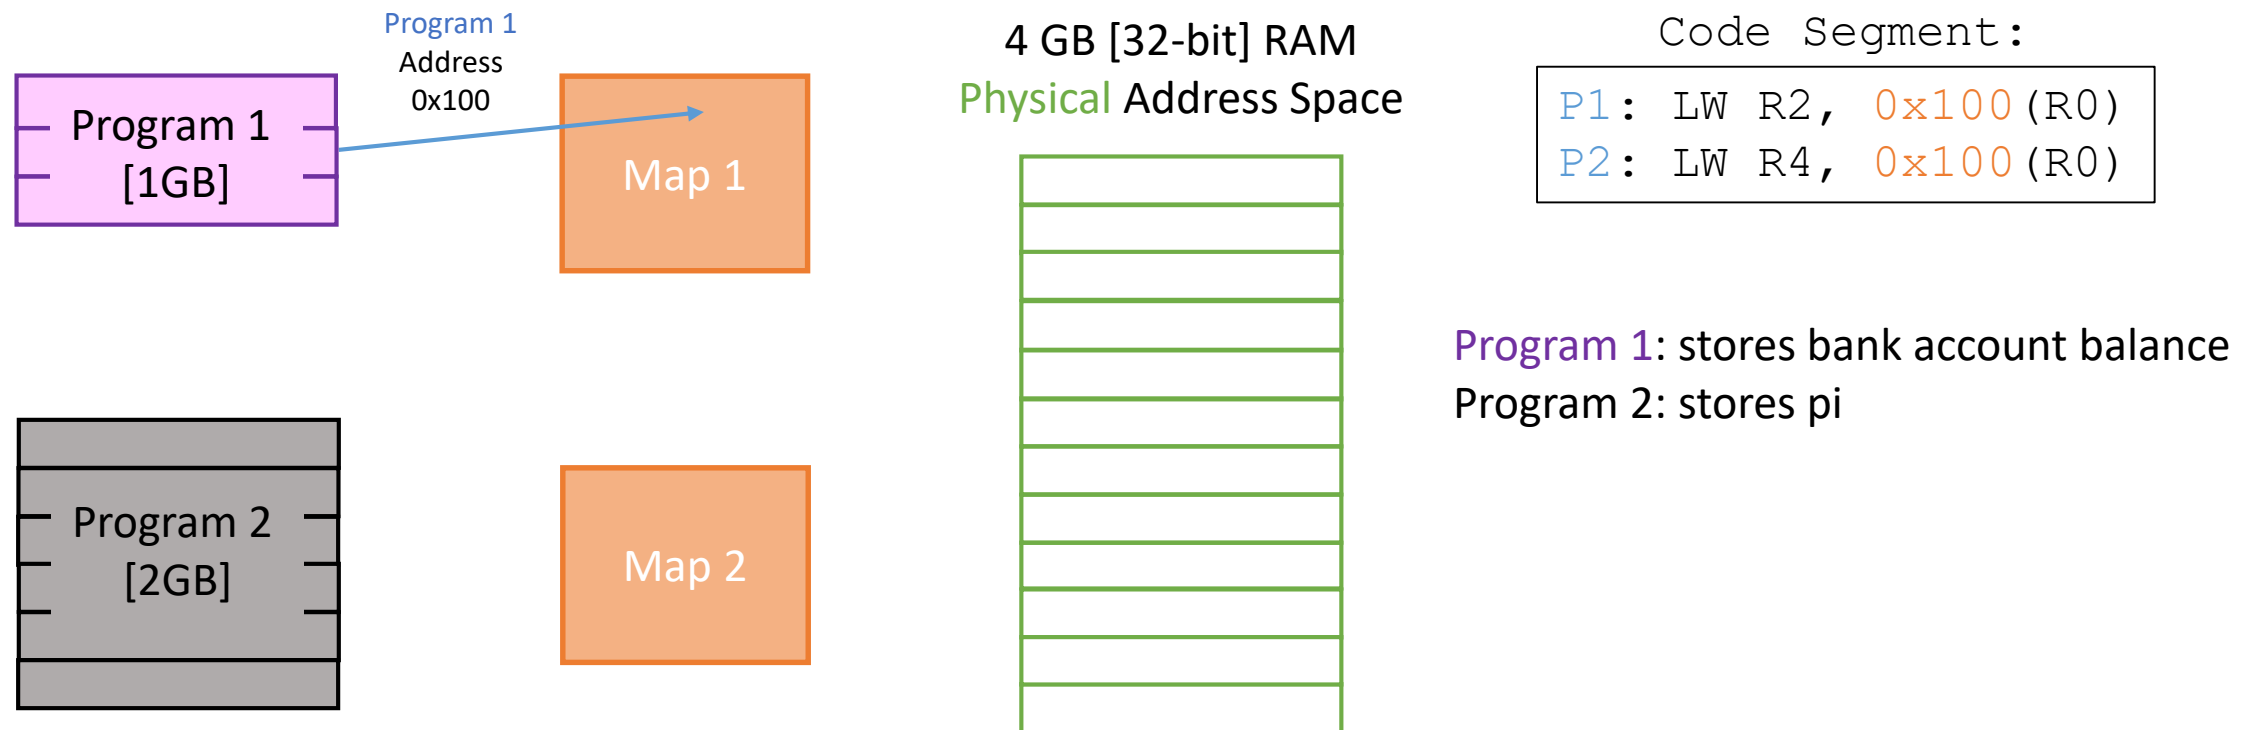 Program 1
Address
0x100
Program 1
[1GB]
Map 1
Program 2
[2GB]
Map 2
4 GB [32-bit] RAM
Physical Address Space
Code Segment:
P1: LW R2, 0x100(R0)
P2: LW R4, 0x100(R0)
Program 1: stores bank account balance
Program 2: stores pi